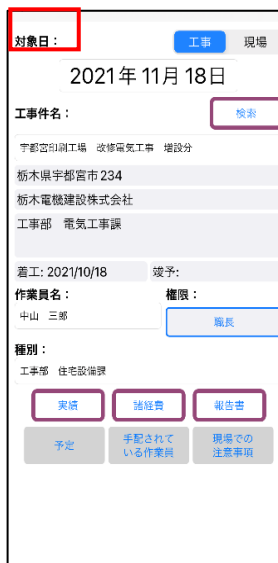 対象日：
工事 現場
2021年 11月 18日
工事件名：
検索
宇都宮印刷工場 改修電気工事 増設分
栃木県宇都宮市234
栃木電機建設株式会社
工事部 電気工事課
着工: 2021/10/18 竣予:
作業員名： 権限：
中山 三郎 職長
種別：
工事部 住宅設備課
実績 諸経費 報告書
予定 手配されて 現場での
いる作業員 注意事項